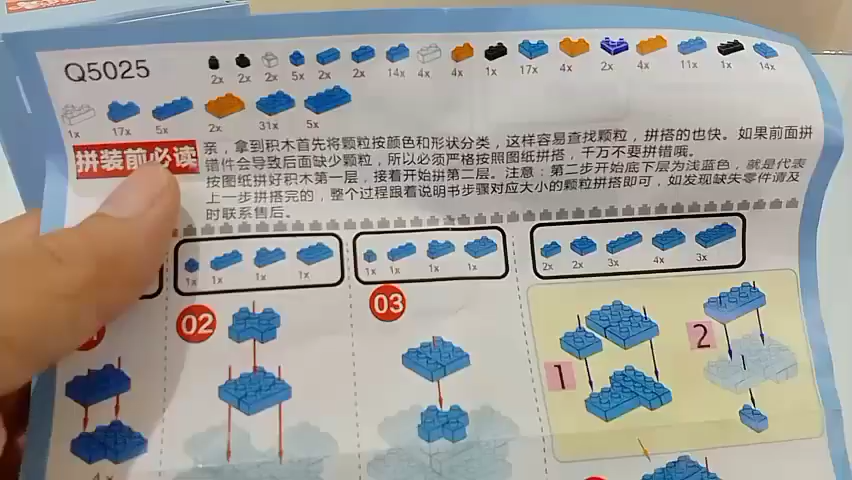 Q5025
2x 2x 2x 5x 2x 2x 14x 4x 4x 1x 17x 4x 2x 4x 11x 1x 14x
1x 17x 5x 2x 31x 5x
拼装前必读
亲，拿到积木首先将颗粒按颜色和形状分类，这样容易查找颗粒，拼搭的也快。如果前面拼
错件会导致后面缺少颗粒，所以必须严格按照图纸拼搭，千万不要拼错哦。
按图纸拼好积木第一层，接着开始拼第二层。注意：第二步开始底下层为浅蓝色，就是代表
上一步拼搭完的，整个过程跟着说明书步骤对应大小的颗粒拼搭即可，如发现缺失零件请及
时联系售后。
1x 1x 1x 1x
1x 1x 1x 1x
2x 2x 3x 4x 3x
02
03
1
2